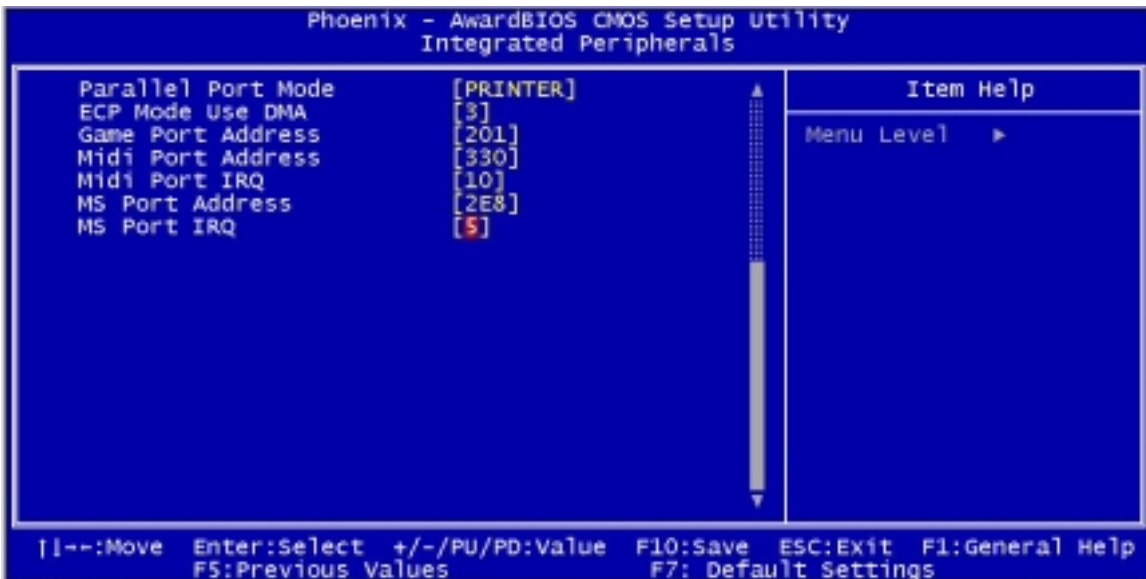 Phoenix - AwardBIOS CMOS Setup Utility
Integrated Peripherals
Parallel Port Mode [PRINTER]
ECP Mode Use DMA [3]
Game Port Address [201]
Midi Port Address [330]
Midi Port IRQ [10]
MS Port Address [2E8]
MS Port IRQ [5]
Item Help
Menu Level ►
↑↓→←:Move Enter:Select +/-/PU/PD:Value F10:Save ESC:Exit F1:General Help
F5:Previous Values F7: Default Settings